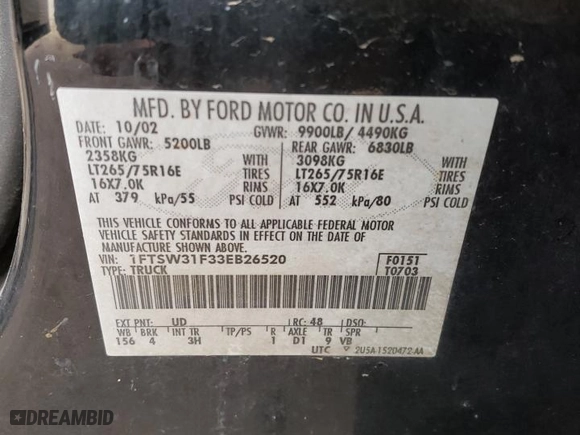 MFD. BY FORD MOTOR CO. IN U.S.A.
DATE: 10/02 GVWR: 9900LB/ 4490KG
FRONT GAWR: 5200LB REAR GAWR: 6830LB
2358KG WITH 3098KG WITH
LT265/75R16E TIRES LT265/75R16E TIRES
16X7.0K RIMS 16X7.0K RIMS
AT 379 kPa/55 PSI COLD AT 552 kPa/80 PSI COLD
THIS VEHICLE CONFORMS TO ALL APPLICABLE FEDERAL MOTOR
VEHICLE SAFETY STANDARDS IN EFFECT ON THE DATE OF
MANUFACTURE SHOWN ABOVE.
VIN: 1FTSW31F33EB26520 F0151
TYPE: TRUCK T0703
EXT PNT: UD RC: 48 DSO:
WB BRK INT TR TP/PS R AXLE TR SPR
156 4 3H 1 D1 9 VB
UTC 2U5A-1520472-AA
DREAMBID